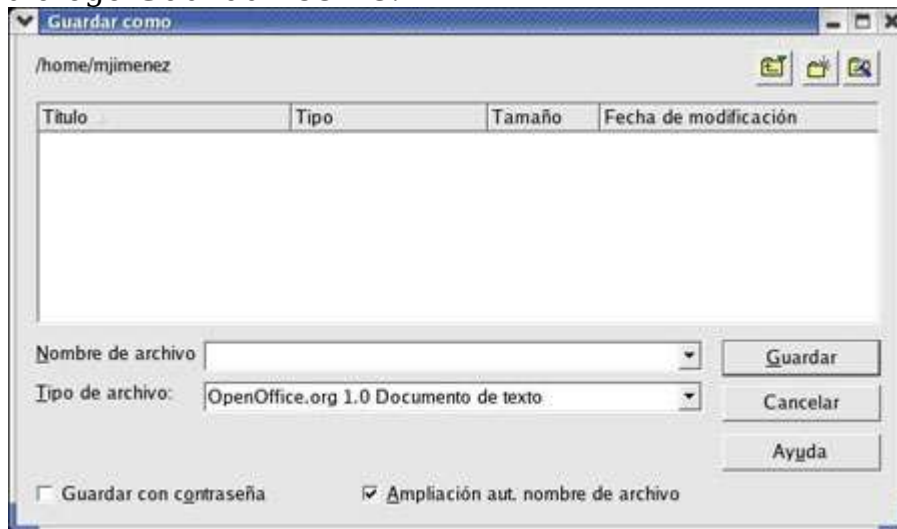 Guardar como
/home/mjimenez
Título Tipo Tamaño Fecha de modificación
Nombre de archivo
Guardar
Tipo de archivo: OpenOffice.org 1.0 Documento de texto
Cancelar
Ayuda
Guardar con contraseña Ampliación aut. nombre de archivo